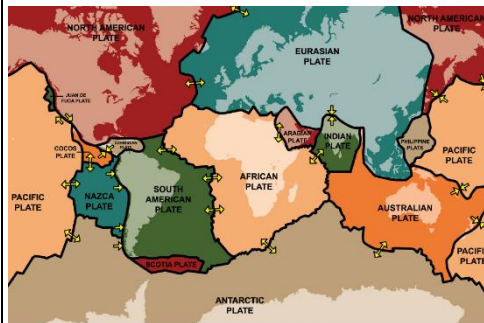 NORTH AMERICAN
PLATE
EURASIAN
PLATE
NORTH AMERICAN
PLATE
JUAN DE
FUCA PLATE
CARIBBEAN
PLATE
COCOS
PLATE
ARABIAN
PLATE
INDIAN
PLATE
PHILIPPINE
PLATE
PACIFIC
PLATE
PACIFIC
PLATE
NAZCA
PLATE
SOUTH
AMERICAN
PLATE
AFRICAN
PLATE
AUSTRALIAN
PLATE
PACIFIC
PLATE
SCOTIA PLATE
ANTARCTIC
PLATE